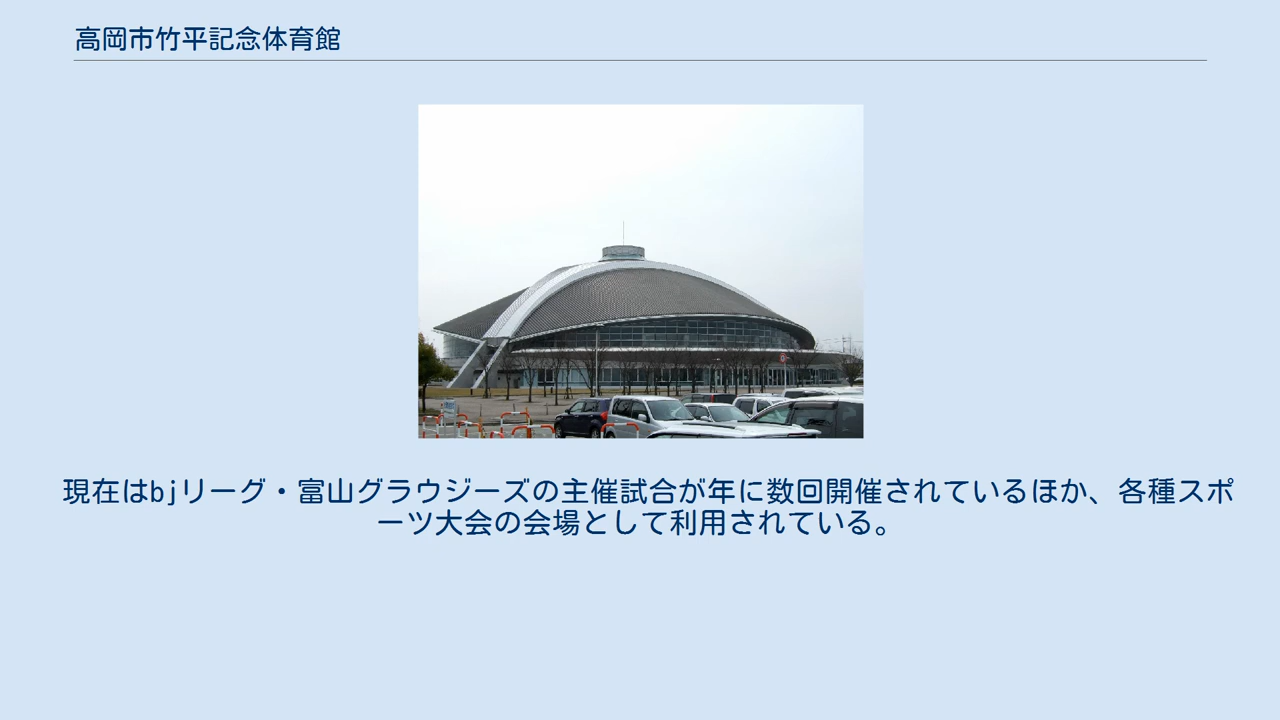 高岡市竹平記念体育館
現在はbjリーグ・富山グラウジーズの主催試合が年に数回開催されているほか、各種スポ
ーツ大会の会場として利用されている。